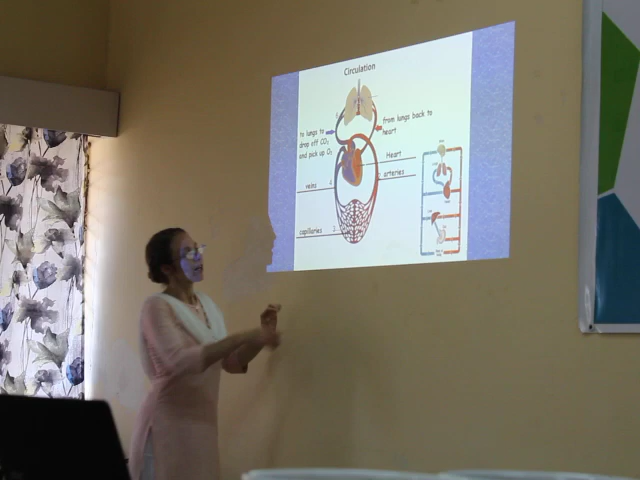 Circulation
to lungs to
drop off CO₂
and pick up O₂
from lungs back to
heart
Heart
arteries
veins
capillaries